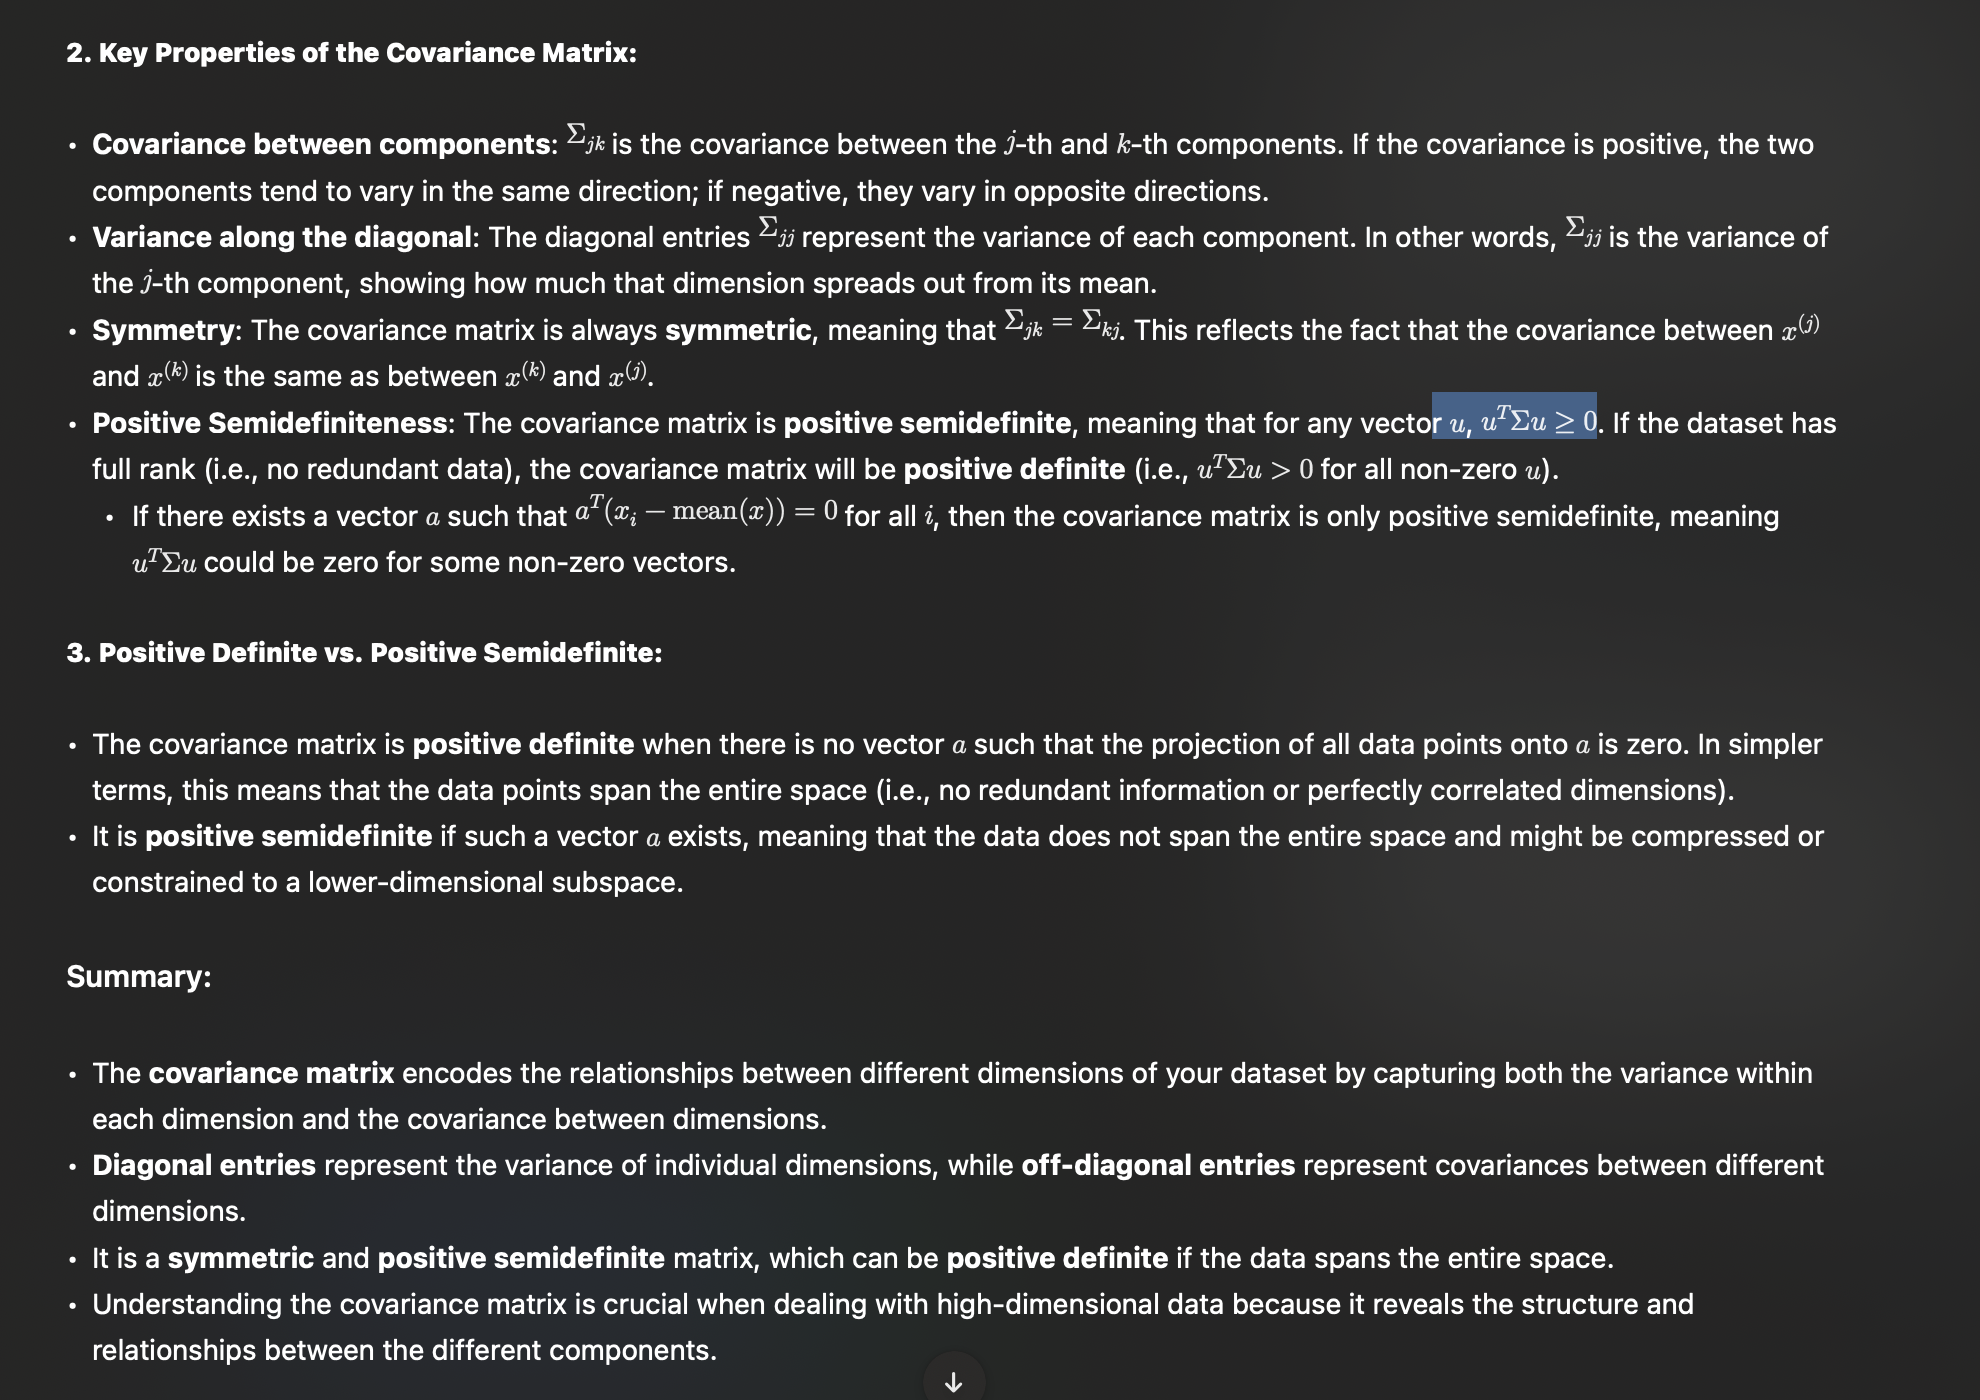 2. Key Properties of the Covariance Matrix:
• Covariance between components: Σjk is the covariance between the j-th and k-th components. If the covariance is positive, the two
components tend to vary in the same direction; if negative, they vary in opposite directions.
• Variance along the diagonal: The diagonal entries Σjj represent the variance of each component. In other words, Σjj is the variance of
the j-th component, showing how much that dimension spreads out from its mean.
• Symmetry: The covariance matrix is always symmetric, meaning that Σjk = Σkj. This reflects the fact that the covariance between x^(j)
and x^(k) is the same as between x^(k) and x^(j).
• Positive Semidefiniteness: The covariance matrix is positive semidefinite, meaning that for any vector u, u^TΣu ≥ 0. If the dataset has
full rank (i.e., no redundant data), the covariance matrix will be positive definite (i.e., u^TΣu > 0 for all non-zero u).
• If there exists a vector a such that a^T(x_i − mean(x)) = 0 for all i, then the covariance matrix is only positive semidefinite, meaning
u^TΣu could be zero for some non-zero vectors.
3. Positive Definite vs. Positive Semidefinite:
• The covariance matrix is positive definite when there is no vector a such that the projection of all data points onto a is zero. In simpler
terms, this means that the data points span the entire space (i.e., no redundant information or perfectly correlated dimensions).
• It is positive semidefinite if such a vector a exists, meaning that the data does not span the entire space and might be compressed or
constrained to a lower-dimensional subspace.
Summary:
• The covariance matrix encodes the relationships between different dimensions of your dataset by capturing both the variance within
each dimension and the covariance between dimensions.
• Diagonal entries represent the variance of individual dimensions, while off-diagonal entries represent covariances between different
dimensions.
• It is a symmetric and positive semidefinite matrix, which can be positive definite if the data spans the entire space.
• Understanding the covariance matrix is crucial when dealing with high-dimensional data because it reveals the structure and
relationships between the different components.